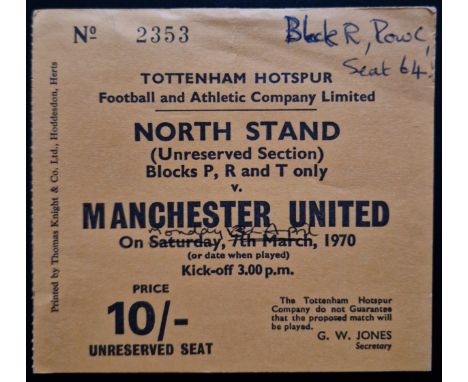 Nº 2353
Block R, Row C,
Seat 64.
TOTTENHAM HOTSPUR
Football and Athletic Company Limited
NORTH STAND
(Unreserved Section)
Blocks P, R and T only
v.
MANCHESTER UNITED
Monday April
On Saturday, 7th March, 1970
(or date when played)
Kick-off 3.00 p.m.
PRICE
10/-
UNRESERVED SEAT
The Tottenham Hotspur
Company do not Guarantee
that the proposed match will
be played.
G. W. JONES
Secretary
Printed by Thomas Knight & Co. Ltd., Hoddesdon, Herts